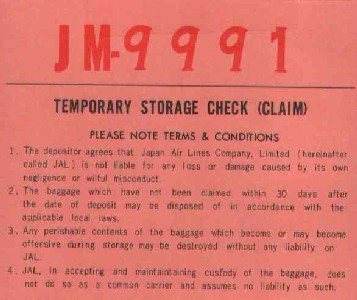 JM-9991
TEMPORARY STORAGE CHECK (CLAIM)
PLEASE NOTE TERMS & CONDITIONS
1. The depositor agrees that Japan Air Lines Company, Limited (hereinafter
called JAL) is not liable for any loss or damage caused by its own
negligence or wilful misconduct.
2. The baggage which have not been claimed within 30 days after
the date of deposit may be disposed of in accordance with the
applicable local laws.
3. Any perishable contents of the baggage which become or may become
offensive during storage may be destroyed without any liability on
JAL.
4. JAL, in accepting and maintaining custody of the baggage, does
not do so as a common carrier and assumes no liability as such.